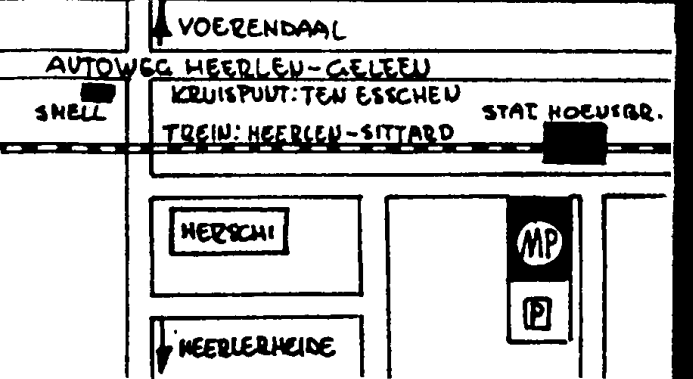 VOERENDAAL
AUTOWEG HEERLEN-GELEEN
KRUISPUNT: TEN ESSCHEN
SHELL
STAT HOENSBR.
TREIN: HEERLEN-SITTARD
HERSCHI
MP
P
HEERLERHEIDE